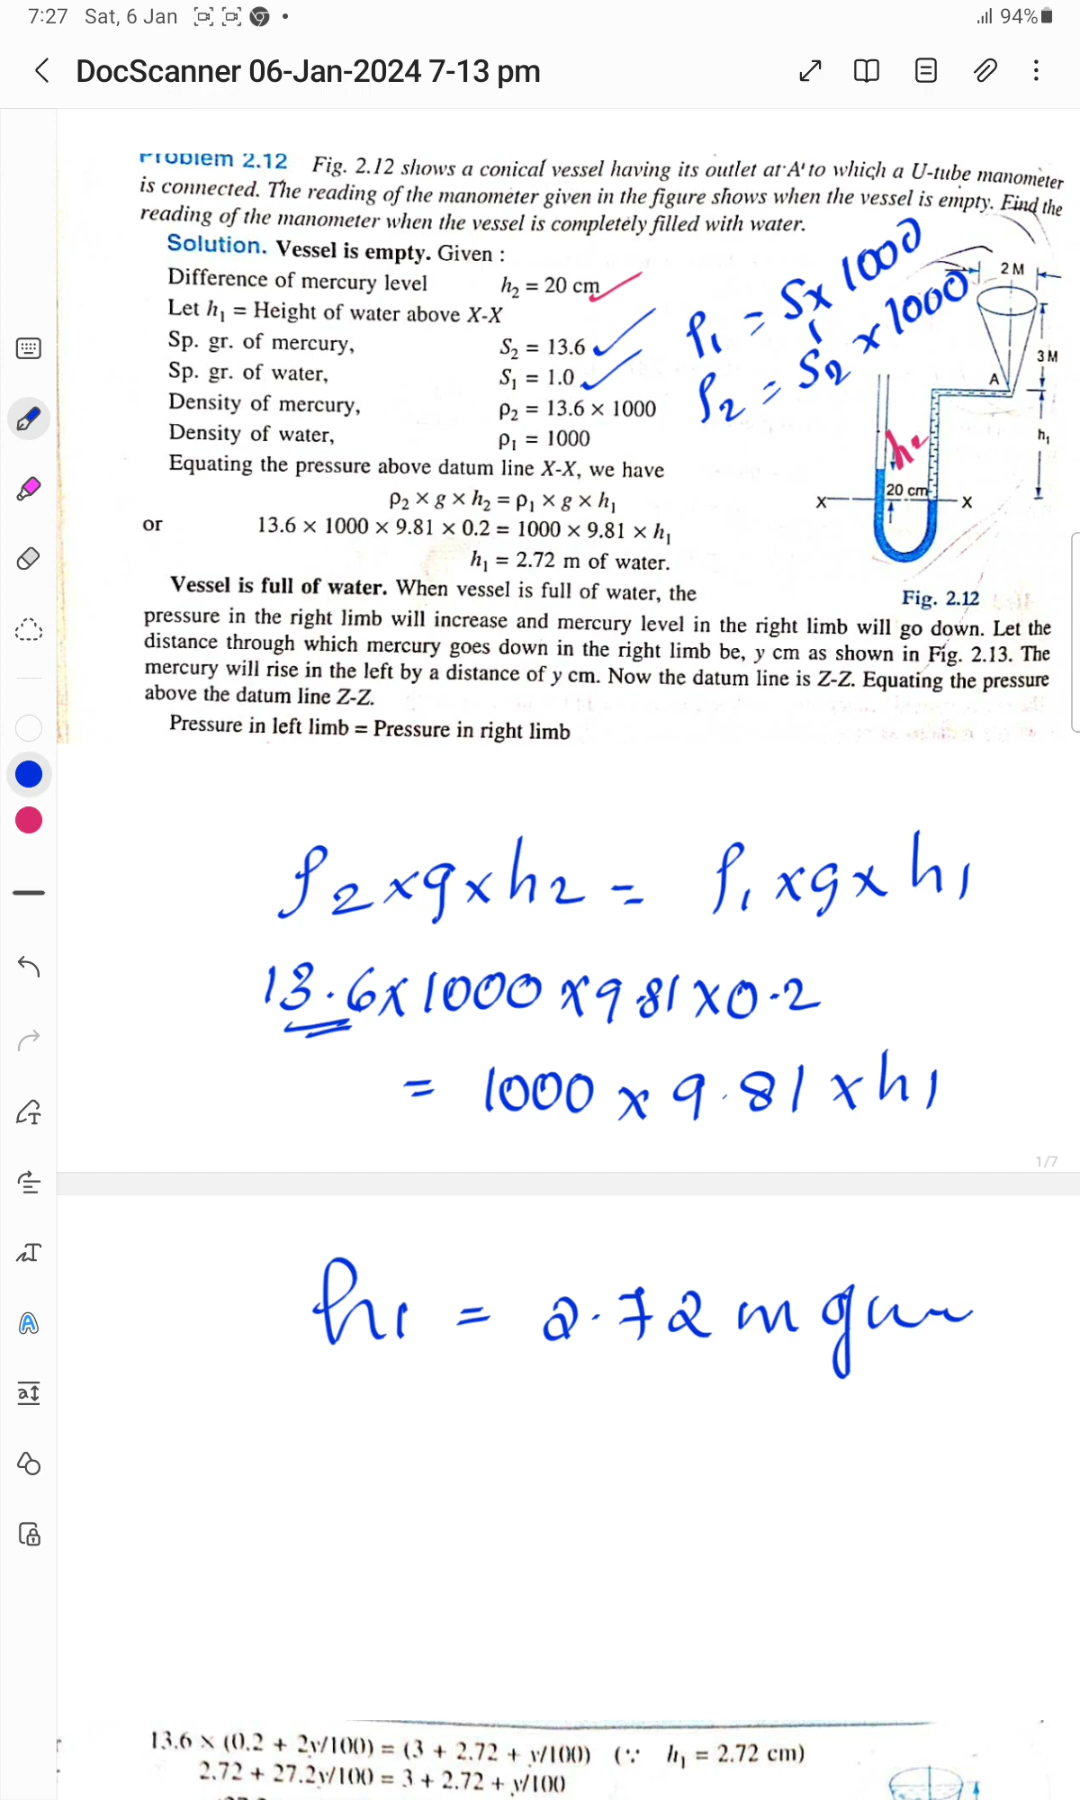 7:27 Sat, 6 Jan
94%
DocScanner 06-Jan-2024 7-13 pm
Problem 2.12 Fig. 2.12 shows a conical vessel having its outlet at A to which a U-tube manometer
is connected. The reading of the manometer given in the figure shows when the vessel is empty. Find the
reading of the manometer when the vessel is completely filled with water.
Solution. Vessel is empty. Given :
Difference of mercury level h₂ = 20 cm
Let h₁ = Height of water above X-X
Sp. gr. of mercury, S₂ = 13.6
Sp. gr. of water, S₁ = 1.0
Density of mercury, ρ₂ = 13.6 × 1000
Density of water, ρ₁ = 1000
Equating the pressure above datum line X-X, we have
ρ₂ × g × h₂ = ρ₁ × g × h₁
or 13.6 × 1000 × 9.81 × 0.2 = 1000 × 9.81 × h₁
h₁ = 2.72 m of water.
ρ₁ = S₁ x 1000
ρ₂ = S₂ x 1000
2 M
3 M
A
h₁
h₂
20 cm
X
X
Fig. 2.12
Vessel is full of water. When vessel is full of water, the
pressure in the right limb will increase and mercury level in the right limb will go down. Let the
distance through which mercury goes down in the right limb be, y cm as shown in Fig. 2.13. The
mercury will rise in the left by a distance of y cm. Now the datum line is Z-Z. Equating the pressure
above the datum line Z-Z.
Pressure in left limb = Pressure in right limb
ρ₂ x g x h₂ = ρ₁ x g x h₁
13.6 x 1000 x 9.81 x 0.2
= 1000 x 9.81 x h₁
1/7
h₁ = 2.72 m
13.6 × (0.2 + 2y/100) = (3 + 2.72 + y/100) (∵ h₁ = 2.72 cm)
2.72 + 27.2y/100 = 3 + 2.72 + y/100